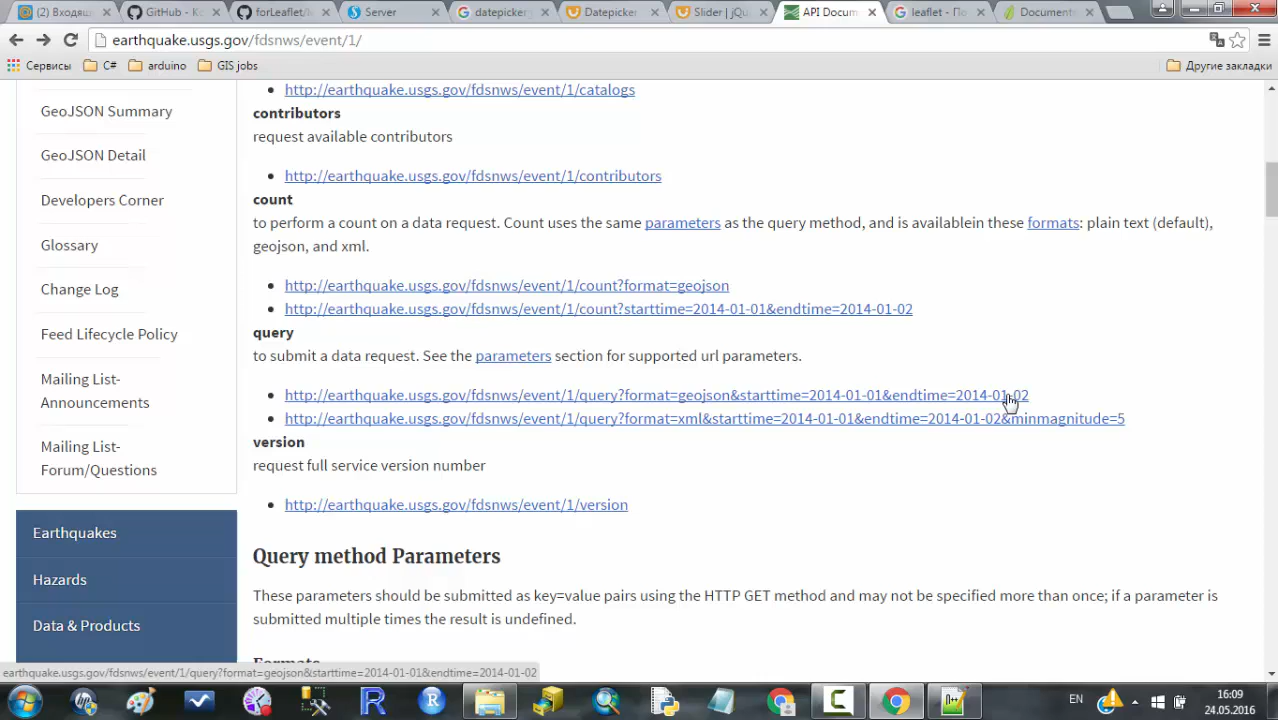 (2) Входящ
GitHub - K
forLeaflet/l
Server
datepicker
Datepicker
Slider | jQu
API Docum
leaflet - По
Documents
earthquake.usgs.gov/fdsnws/event/1/
Сервисы
C#
arduino
GIS jobs
Другие закладки
GeoJSON Summary
GeoJSON Detail
Developers Corner
Glossary
Change Log
Feed Lifecycle Policy
Mailing List-
Announcements
Mailing List-
Forum/Questions
Earthquakes
Hazards
Data & Products
http://earthquake.usgs.gov/fdsnws/event/1/catalogs
contributors
request available contributors
http://earthquake.usgs.gov/fdsnws/event/1/contributors
count
to perform a count on a data request. Count uses the same parameters as the query method, and is availablein these formats: plain text (default),
geojson, and xml.
http://earthquake.usgs.gov/fdsnws/event/1/count?format=geojson
http://earthquake.usgs.gov/fdsnws/event/1/count?starttime=2014-01-01&endtime=2014-01-02
query
to submit a data request. See the parameters section for supported url parameters.
http://earthquake.usgs.gov/fdsnws/event/1/query?format=geojson&starttime=2014-01-01&endtime=2014-01-02
http://earthquake.usgs.gov/fdsnws/event/1/query?format=xml&starttime=2014-01-01&endtime=2014-01-02&minmagnitude=5
version
request full service version number
http://earthquake.usgs.gov/fdsnws/event/1/version
Query method Parameters
These parameters should be submitted as key=value pairs using the HTTP GET method and may not be specified more than once; if a parameter is
submitted multiple times the result is undefined.
Formats
earthquake.usgs.gov/fdsnws/event/1/query?format=geojson&starttime=2014-01-01&endtime=2014-01-02
EN
16:09
24.05.2016